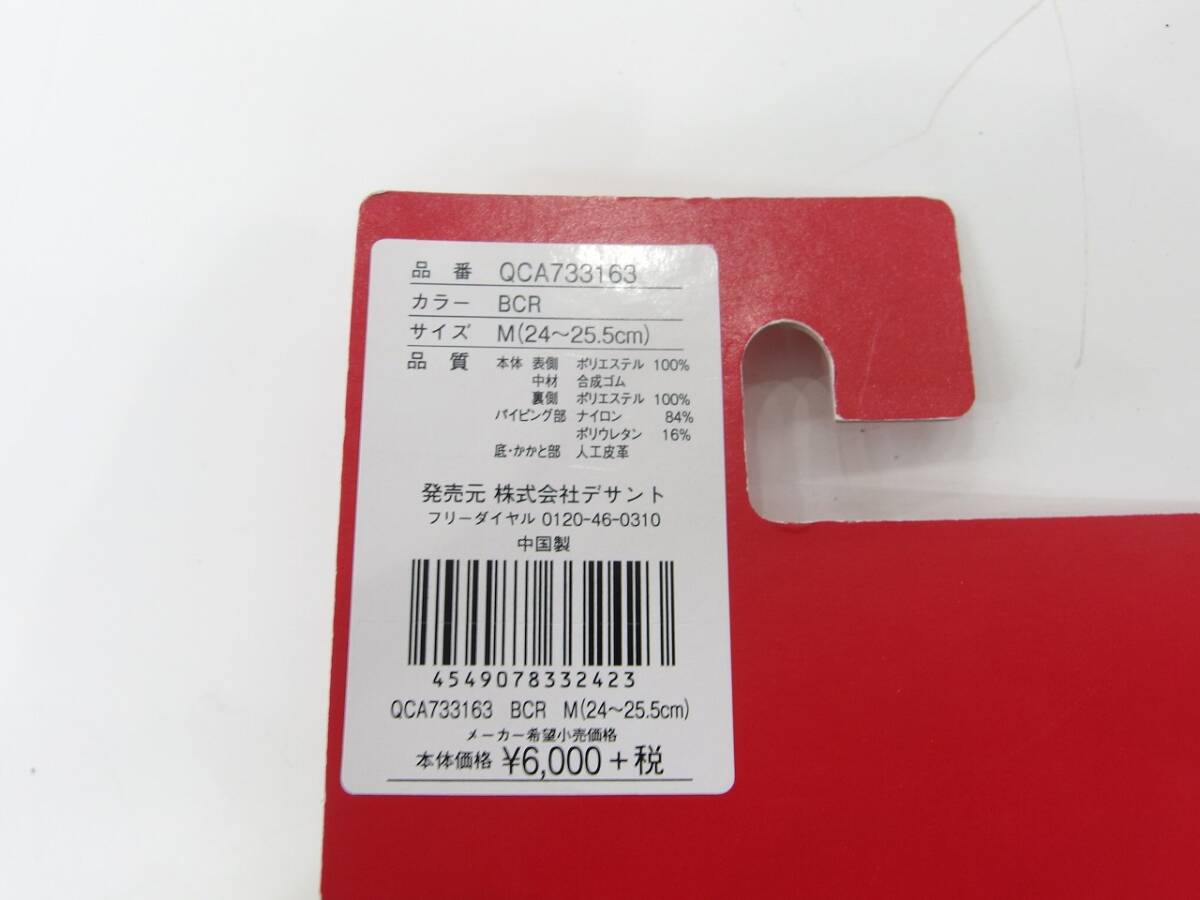 品 番 QCA733163
カラー BCR
サイズ M(24～25.5cm)
品 質 本体 表側 ポリエステル 100%
中材 合成ゴム
裏側 ポリエステル 100%
パイピング部 ナイロン 84%
ポリウレタン 16%
底・かかと部 人工皮革
発売元 株式会社デサント
フリーダイヤル 0120-46-0310
中国製
4549078332423
QCA733163 BCR M(24～25.5cm)
メーカー希望小売価格
本体価格 ¥6,000+税